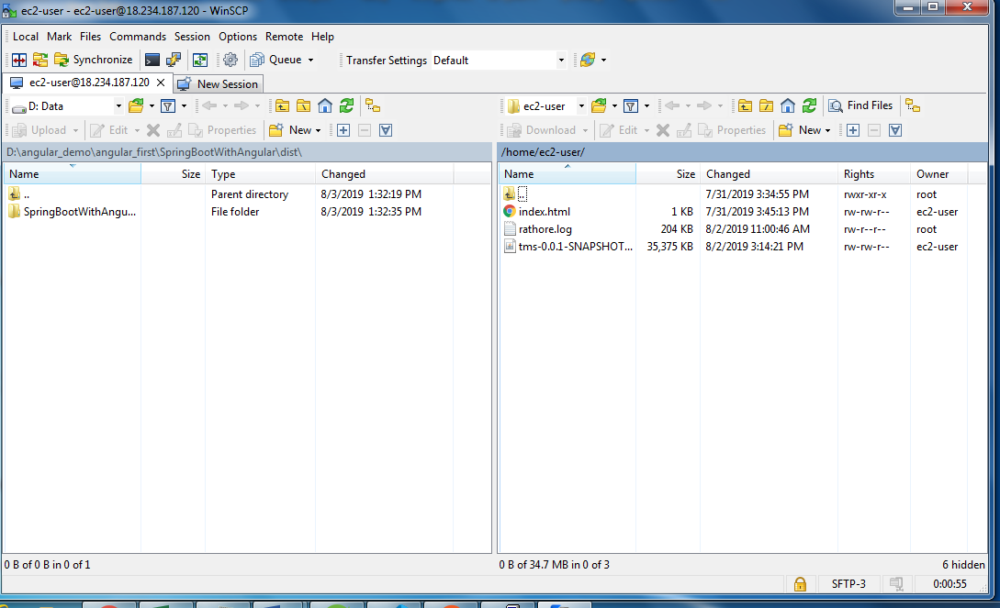 ec2-user - ec2-user@18.234.187.120 - WinSCP
Local Mark Files Commands Session Options Remote Help
Synchronize Queue Transfer Settings Default
ec2-user@18.234.187.120 New Session
D: Data
ec2-user Find Files
Upload Edit Properties New
Download Edit Properties New
D:\angular_demo\angular_first\SpringBootWithAngular\dist\
/home/ec2-user/
Name Size Type Changed
.. Parent directory 8/3/2019 1:32:19 PM
SpringBootWithAngu... File folder 8/3/2019 1:32:35 PM
Name Size Changed Rights Owner
.. 7/31/2019 3:34:55 PM rwxr-xr-x root
index.html 1 KB 7/31/2019 3:45:13 PM rw-rw-r-- ec2-user
rathore.log 204 KB 8/2/2019 11:00:46 AM rw-r--r-- root
tms-0.0.1-SNAPSHOT... 35,375 KB 8/2/2019 3:14:21 PM rw-rw-r-- ec2-user
0 B of 0 B in 0 of 1
0 B of 34.7 MB in 0 of 3
6 hidden
SFTP-3 0:00:55